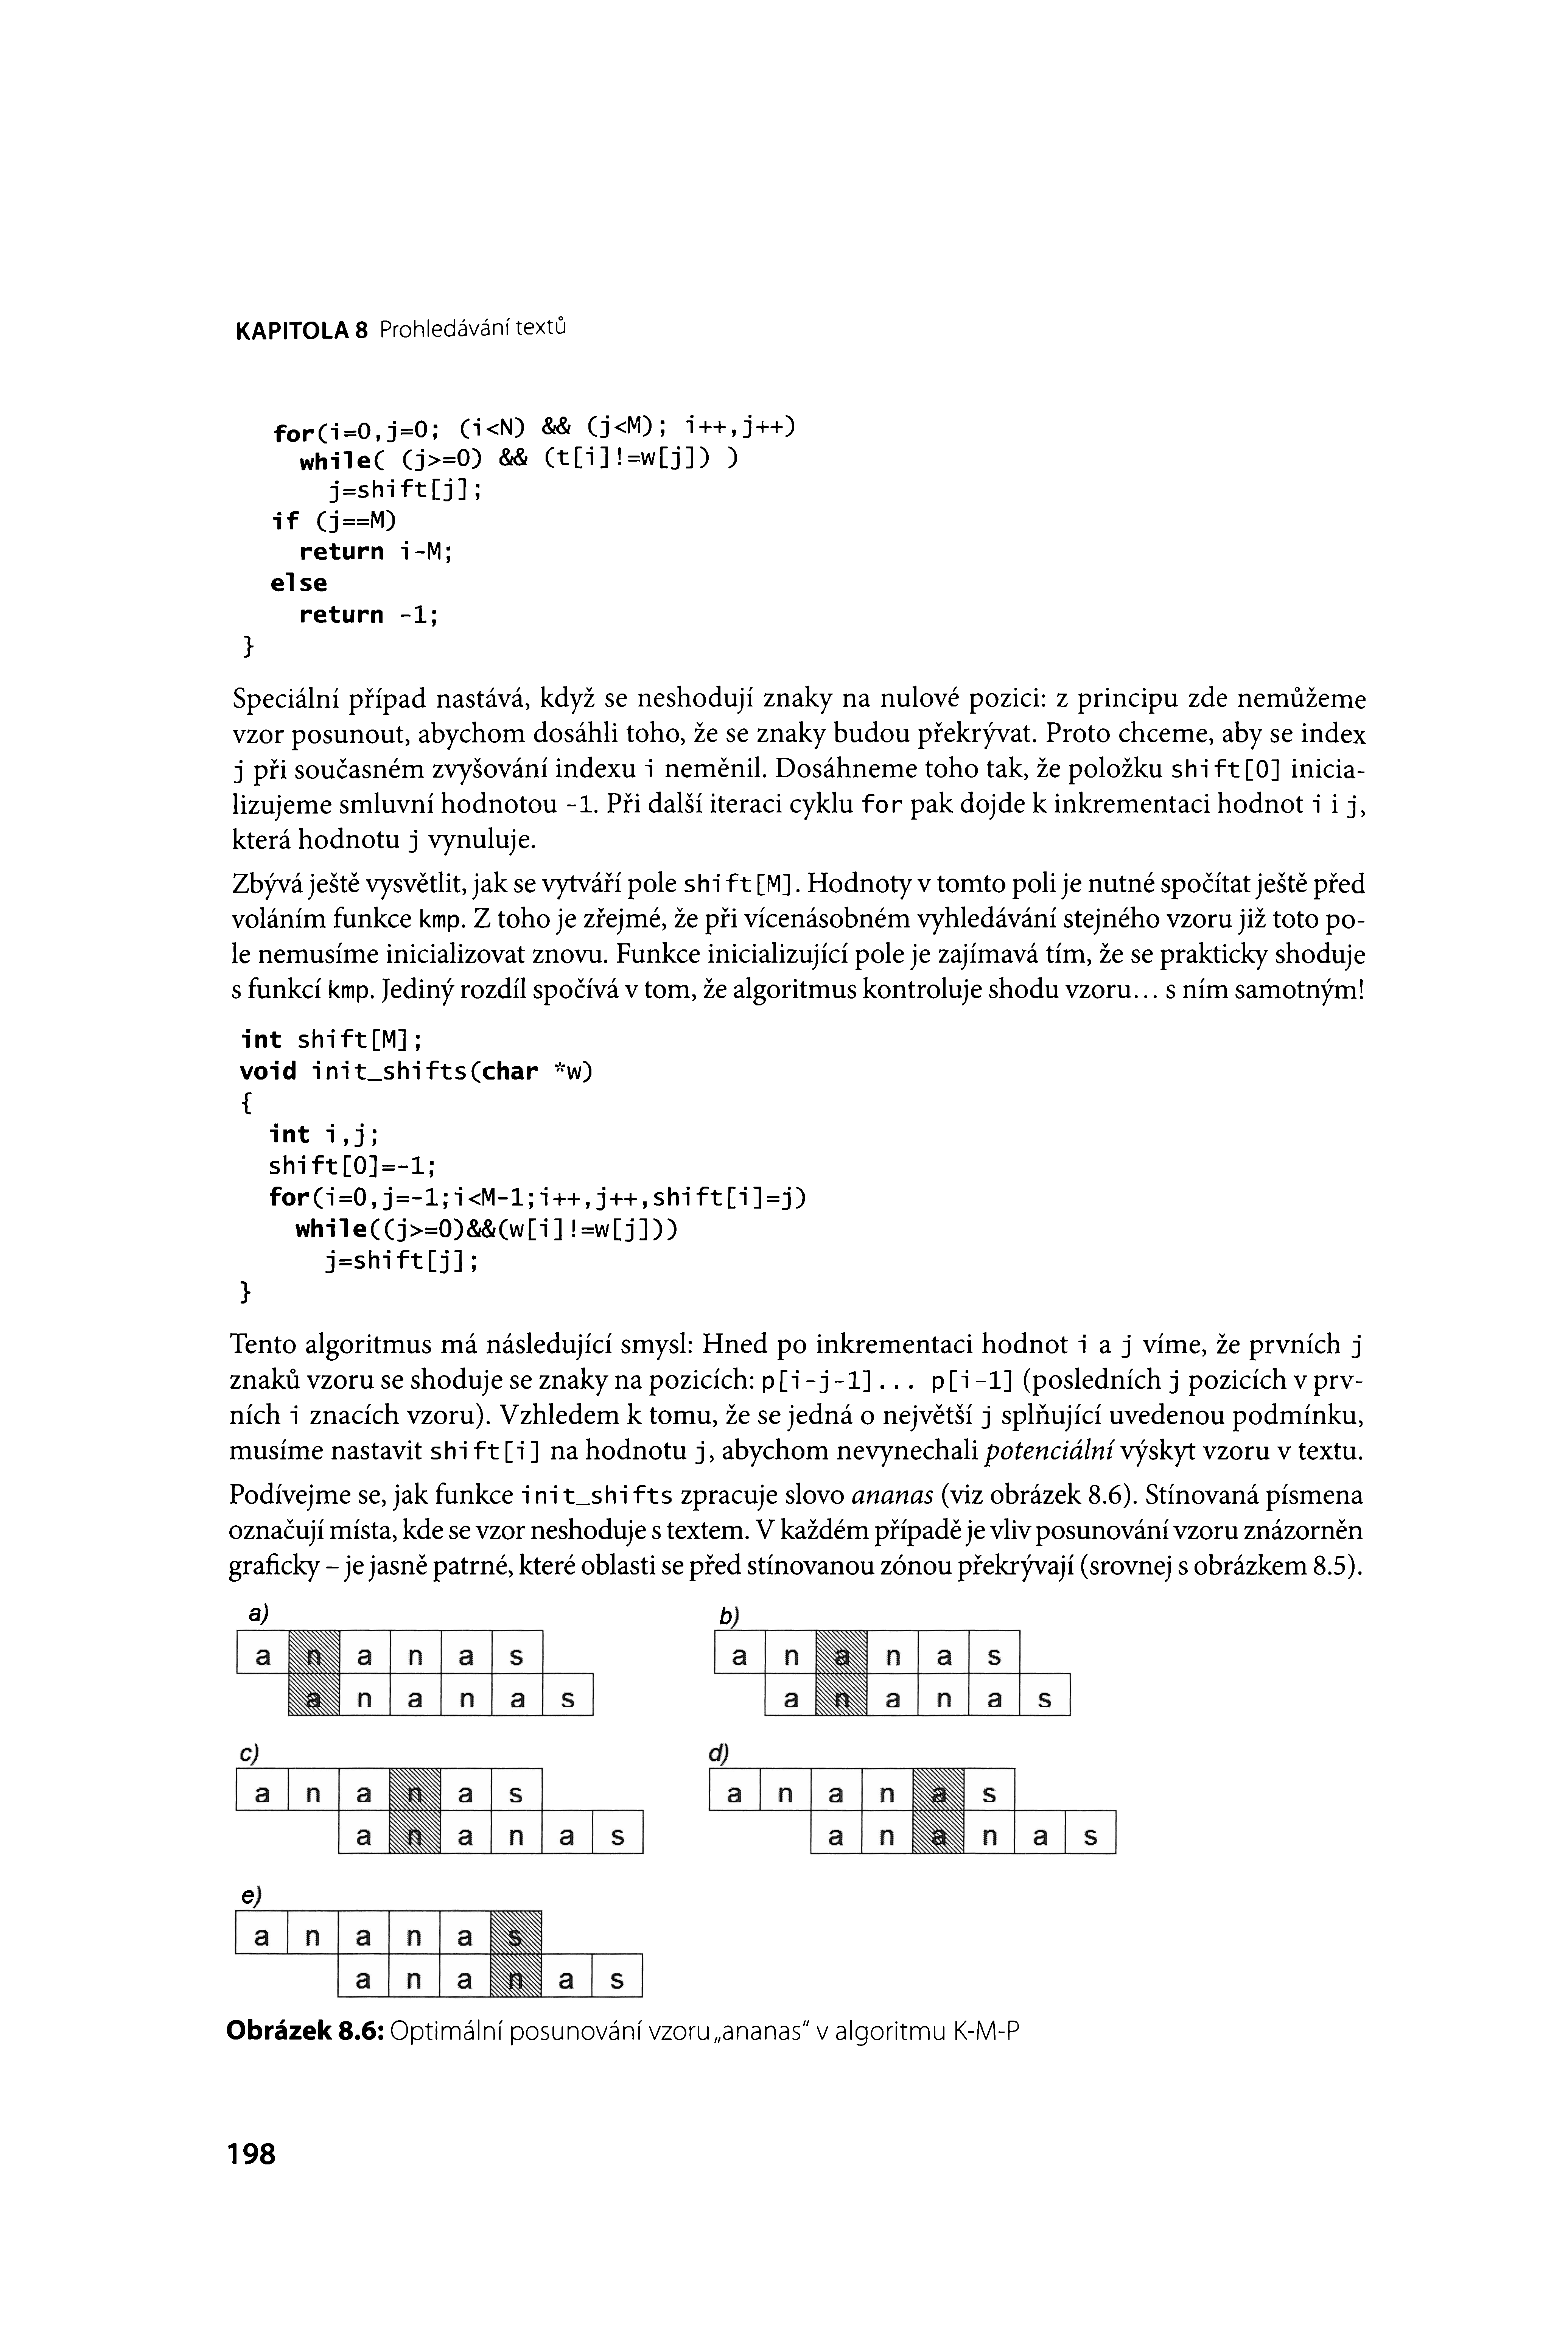 KAPITOLA 8 Prohledávání textů
for(i=0,j=0; (i<N) && (j<M); i++,j++)
while( (j>=0) && (t[i]!=w[j]) )
j=shift[j];
if (j==M)
return i-M;
else
return -1;
}
Speciální případ nastává, když se neshodují znaky na nulové pozici: z principu zde nemůžeme
vzor posunout, abychom dosáhli toho, že se znaky budou překrývat. Proto chceme, aby se index
j při současném zvyšování indexu i neměnil. Dosáhneme toho tak, že položku shift[0] inicia-
lizujeme smluvní hodnotou -1. Při další iteraci cyklu for pak dojde k inkrementaci hodnot i i j,
která hodnotu j vynuluje.
Zbývá ještě vysvětlit, jak se vytváří pole shift[M]. Hodnoty v tomto poli je nutné spočítat ještě před
voláním funkce kmp. Z toho je zřejmé, že při vícenásobném vyhledávání stejného vzoru již toto po-
le nemusíme inicializovat znovu. Funkce inicializující pole je zajímavá tím, že se prakticky shoduje
s funkcí kmp. Jediný rozdíl spočívá v tom, že algoritmus kontroluje shodu vzoru... s ním samotným!
int shift[M];
void init_shifts(char *w)
{
int i,j;
shift[0]=-1;
for(i=0,j=-1;i<M-1;i++,j++,shift[i]=j)
while((j>=0)&&(w[i]!=w[j]))
j=shift[j];
}
Tento algoritmus má následující smysl: Hned po inkrementaci hodnot i a j víme, že prvních j
znaků vzoru se shoduje se znaky na pozicích: p[i-j-1]... p[i-1] (posledních j pozicích v prv-
ních i znacích vzoru). Vzhledem k tomu, že se jedná o největší j splňující uvedenou podmínku,
musíme nastavit shift[i] na hodnotu j, abychom nevynechali potenciální výskyt vzoru v textu.
Podívejme se, jak funkce init_shifts zpracuje slovo ananas (viz obrázek 8.6). Stínovaná písmena
označují místa, kde se vzor neshoduje s textem. V každém případě je vliv posunování vzoru znázorněn
graficky – je jasně patrné, které oblasti se před stínovanou zónou překrývají (srovnej s obrázkem 8.5).
a)
a n a n a s
a n a n a s
b)
a n a n a s
a n a n a s
c)
a n a n a s
a n a n a s
d)
a n a n a s
a n a n a s
e)
a n a n a s
a n a n a s
Obrázek 8.6: Optimální posunování vzoru „ananas" v algoritmu K-M-P
198